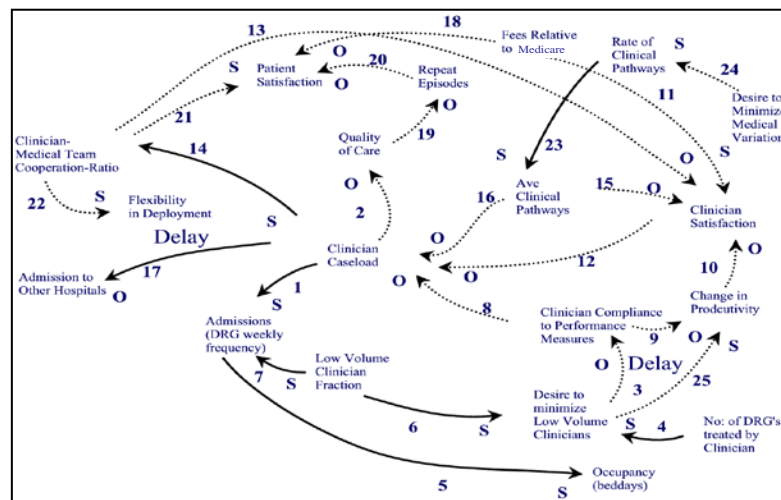 13
18
Fees Relative
to Medicare
Rate of
Clinical
Pathways
S
24
O
20
Repeat
Episodes
S
Patient
Satisfaction
O
11
Desire to
Minimize
Medical
Variation
21
O
Clinician-
Medical Team
Cooperation-Ratio
14
Quality
of Care
19
23
S
O
S
22
S
Flexibility
in Deployment
O
2
16
Ave
Clinical
Pathways
15
O
Clinician
Satisfaction
S
Delay
O
17
Clinician
Caseload
12
Admission to
Other Hospitals
O
1
O
O
10
O
S
8
Clinician Compliance
to Performance
Measures
9
Change in
Prodcutivity
Admissions
(DRG weekly
frequency)
O
S
7
Low Volume
Clinician
Fraction
S
O
Delay
3
25
6
S
Desire to
minimize
Low Volume
Clinicians
S
4
No: of DRG's
treated by
Clinician
5
S
Occupancy
(beddays)